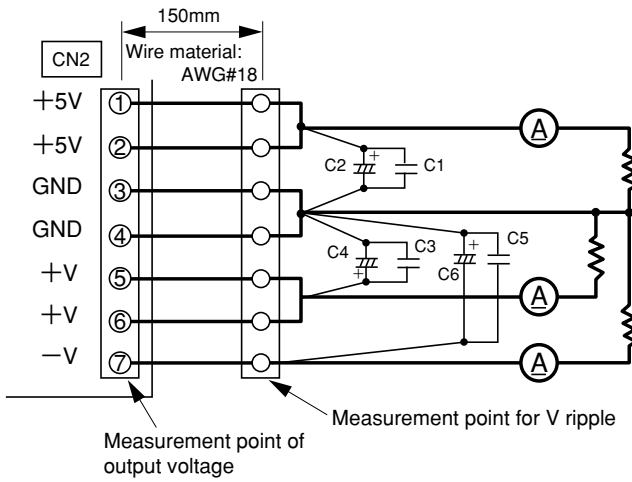 150mm
CN2
Wire material:
AWG#18
+5V ① A
+5V ② C2 + C1
GND ③
GND ④ C4 + C3 C6 + C5
+V ⑤
+V ⑥ A
−V ⑦ A
Measurement point for V ripple
Measurement point of
output voltage